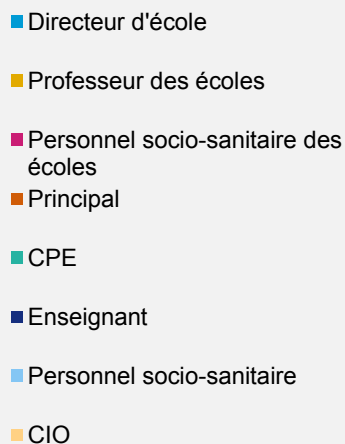 Directeur d'école
Professeur des écoles
Personnel socio-sanitaire des
écoles
Principal
CPE
Enseignant
Personnel socio-sanitaire
CIO